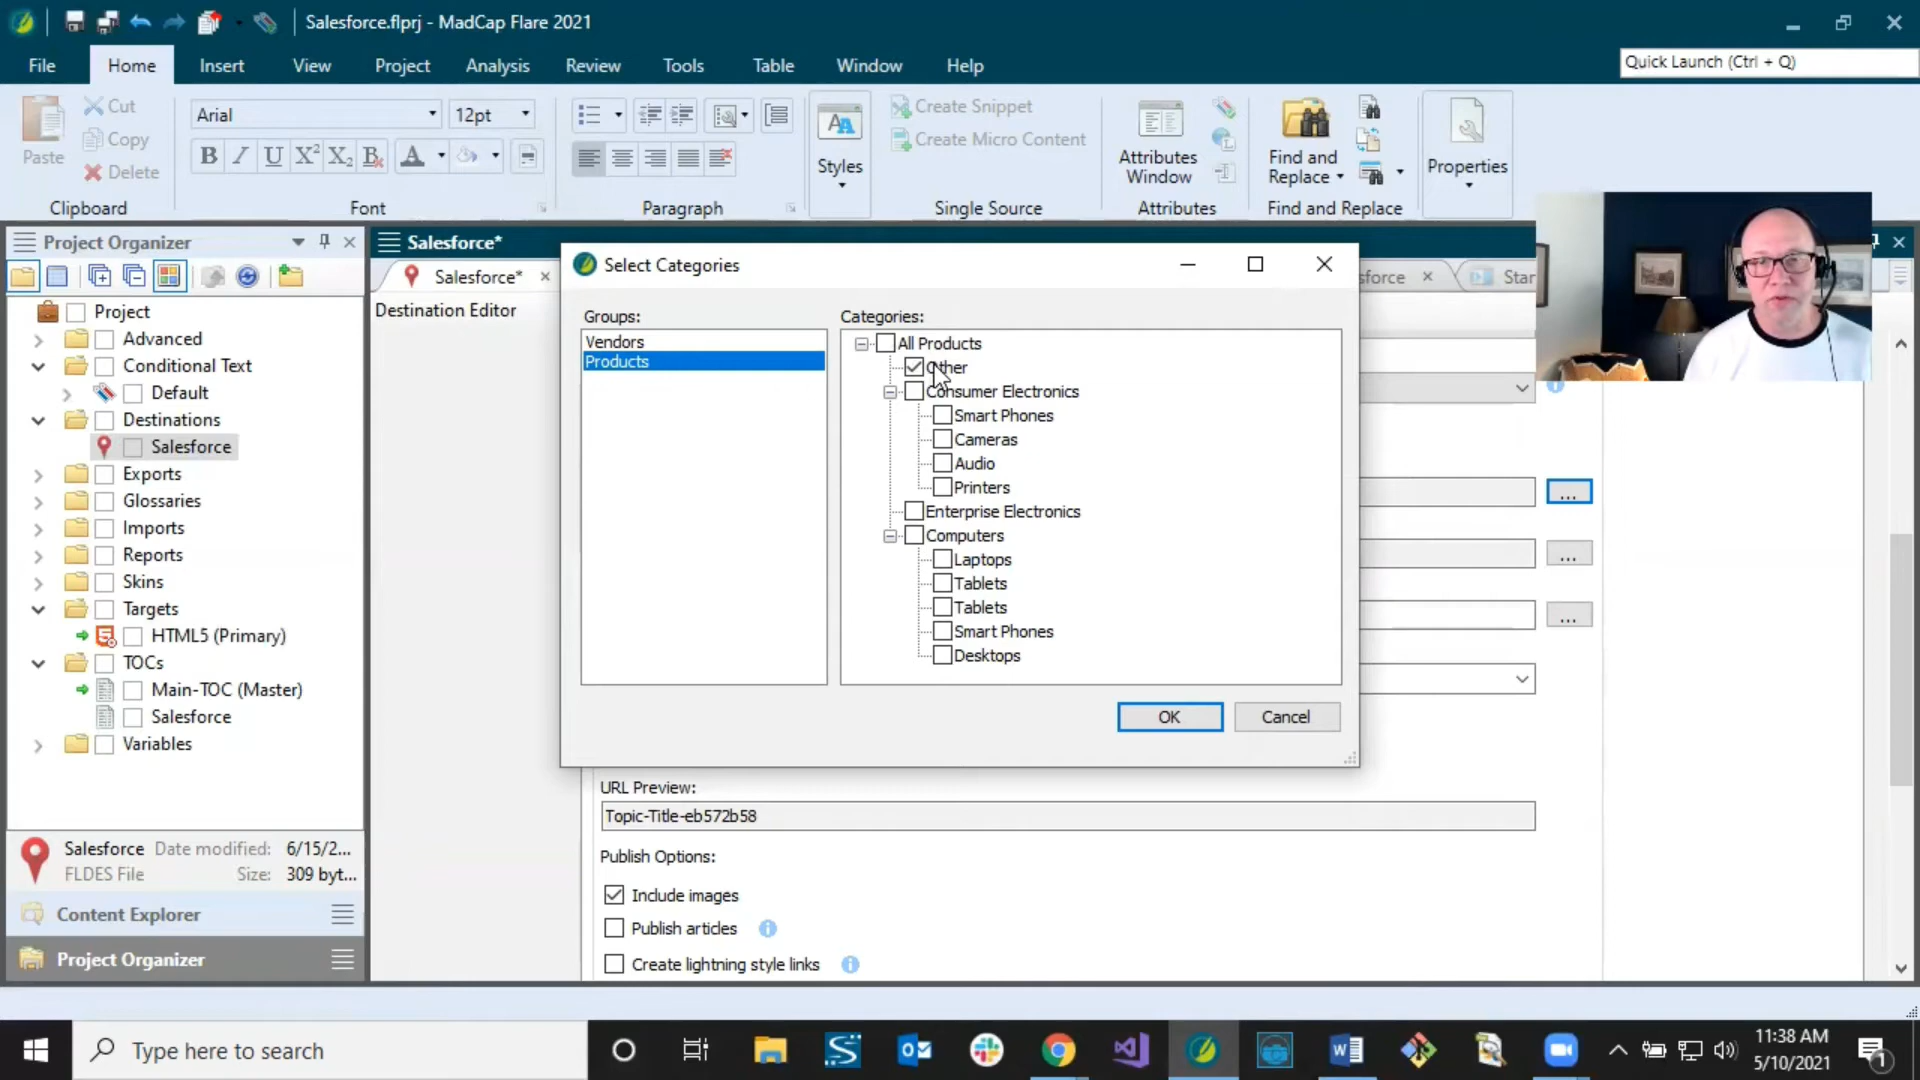 Salesforce.flprj - MadCap Flare 2021
File
Home
Insert
View
Project
Analysis
Review
Tools
Table
Window
Help
Quick Launch (Ctrl + Q)
Paste
Cut
Copy
Delete
Clipboard
Arial
12pt
B I U X² X₂ B
A
Font
Paragraph
Styles
Create Snippet
Create Micro Content
Single Source
Attributes
Window
Attributes
Find and
Replace
Find and Replace
Properties
Project Organizer
Project
Advanced
Conditional Text
Default
Destinations
Salesforce
Exports
Glossaries
Imports
Reports
Skins
Targets
HTML5 (Primary)
TOCs
Main-TOC (Master)
Salesforce
Variables
Salesforce Date modified: 6/15/2...
FLDES File Size: 309 byt...
Content Explorer
Project Organizer
Salesforce*
Salesforce*
sforce
Star
Destination Editor
Select Categories
Groups:
Vendors
Products
Categories:
All Products
Other
Consumer Electronics
Smart Phones
Cameras
Audio
Printers
Enterprise Electronics
Computers
Laptops
Tablets
Tablets
Smart Phones
Desktops
OK
Cancel
...
...
...
URL Preview:
Topic-Title-eb572b58
Publish Options:
Include images
Publish articles
Create lightning style links
Type here to search
11:38 AM
5/10/2021
1